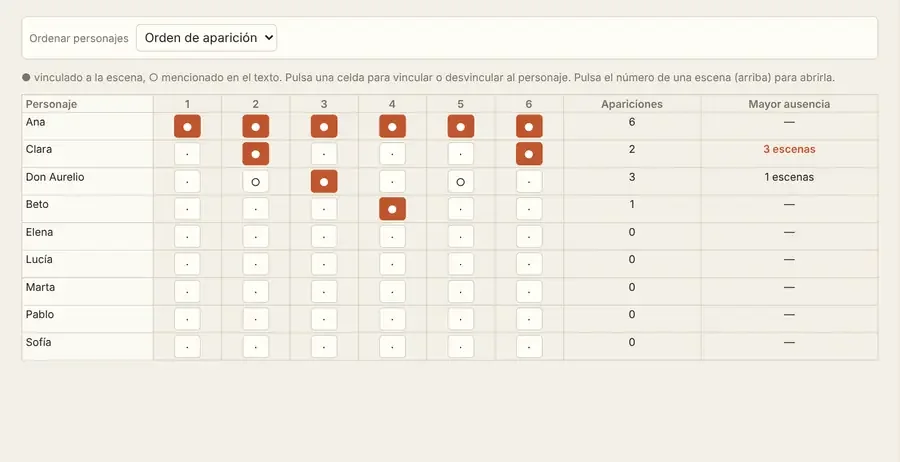 Ordenar personajes Orden de aparición
● vinculado a la escena, ○ mencionado en el texto. Pulsa una celda para vincular o desvincular al personaje. Pulsa el número de una escena (arriba) para abrirla.
Personaje 1 2 3 4 5 6 Apariciones Mayor ausencia
Ana ● ● ● ● ● ● 6 —
Clara · ● · · · ● 2 3 escenas
Don Aurelio · ○ ● · ○ · 3 1 escenas
Beto · · · ● · · 1 —
Elena · · · · · · 0 —
Lucía · · · · · · 0 —
Marta · · · · · · 0 —
Pablo · · · · · · 0 —
Sofía · · · · · · 0 —